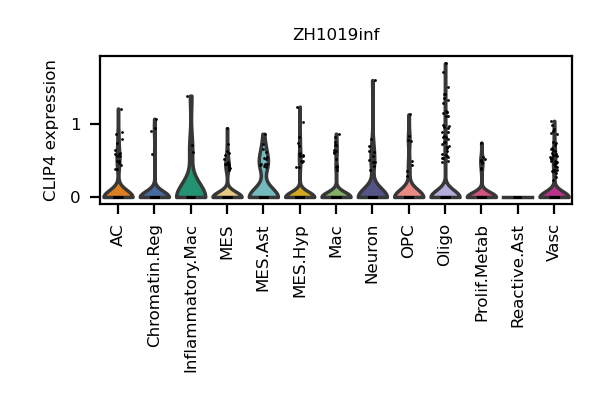 ZH1019inf
CLIP4 expression
1
0
AC
Chromatin.Reg
Inflammatory.Mac
MES
MES.Ast
MES.Hyp
Mac
Neuron
OPC
Oligo
Prolif.Metab
Reactive.Ast
Vasc